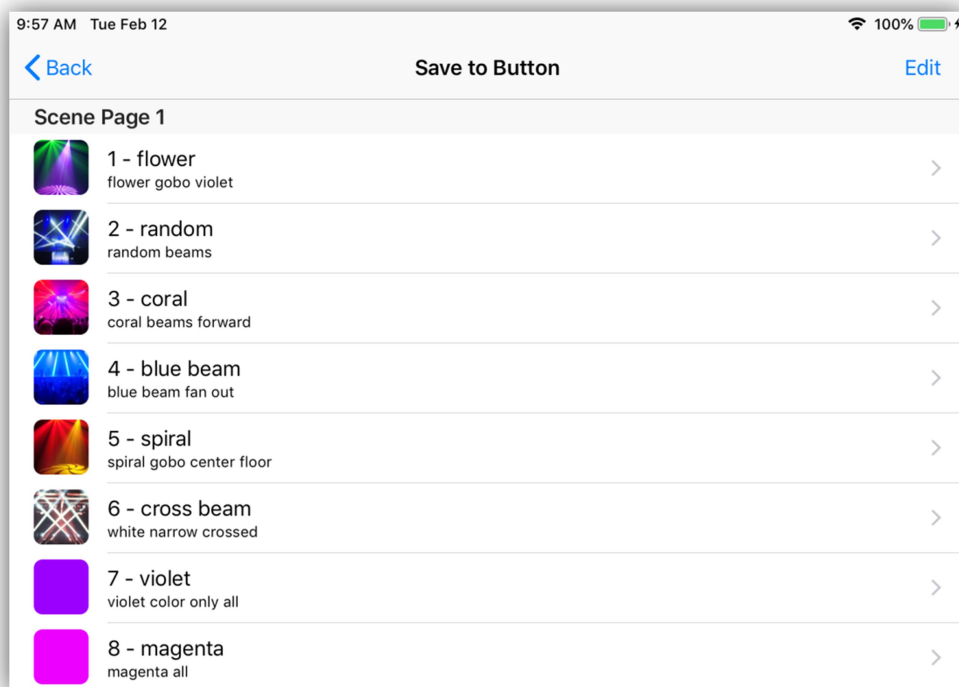 9:57 AM Tue Feb 12 100%
Back Save to Button Edit
Scene Page 1
1 - flower
flower gobo violet
2 - random
random beams
3 - coral
coral beams forward
4 - blue beam
blue beam fan out
5 - spiral
spiral gobo center floor
6 - cross beam
white narrow crossed
7 - violet
violet color only all
8 - magenta
magenta all